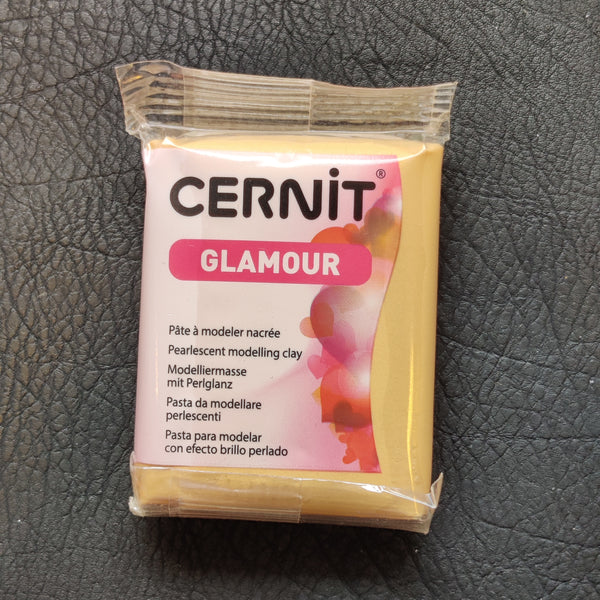 CERNiT®
GLAMOUR
Pâte à modeler nacrée
Pearlescent modelling clay
Modelliermasse
mit Perlglanz
Pasta da modellare
perlescenti
Pasta para modelar
con efecto brillo perlado